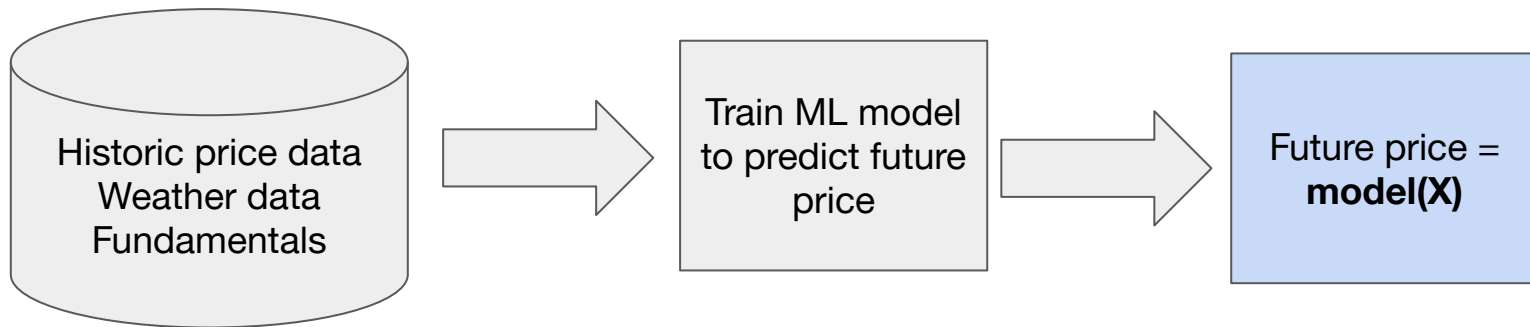 Historic price data
Weather data
Fundamentals
Train ML model
to predict future
price
Future price =
model(X)